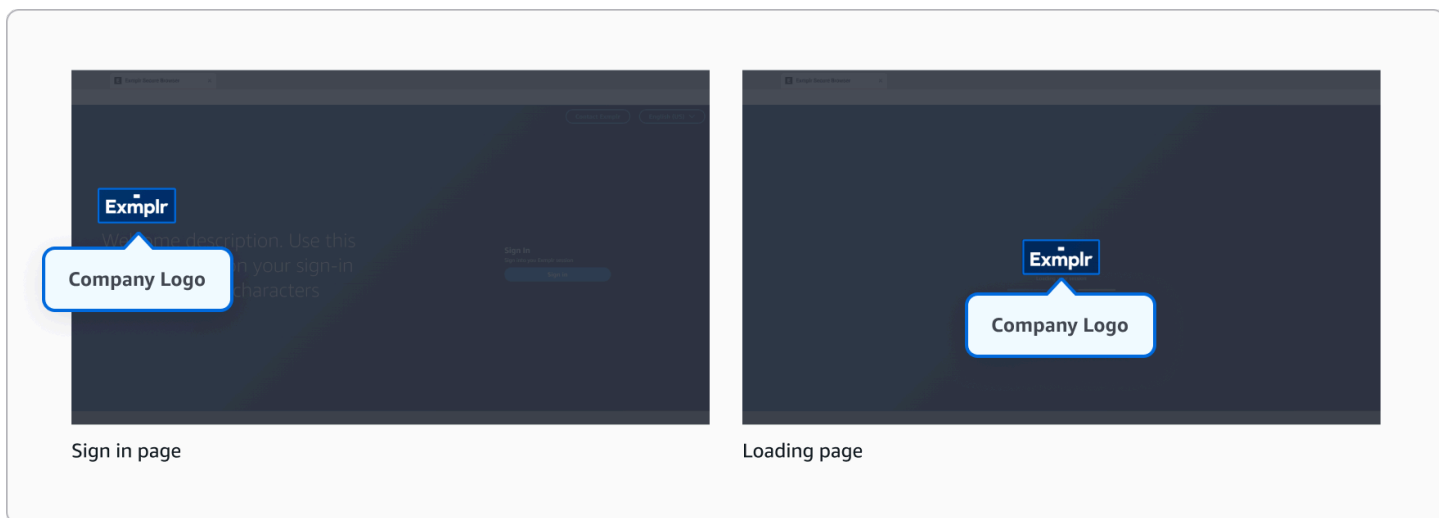 Exmplr
Welcome description. Use this
n your sign-in
characters
Company Logo
Sign In
Sign In
Sign in page
Exmplr
Company Logo
Loading page